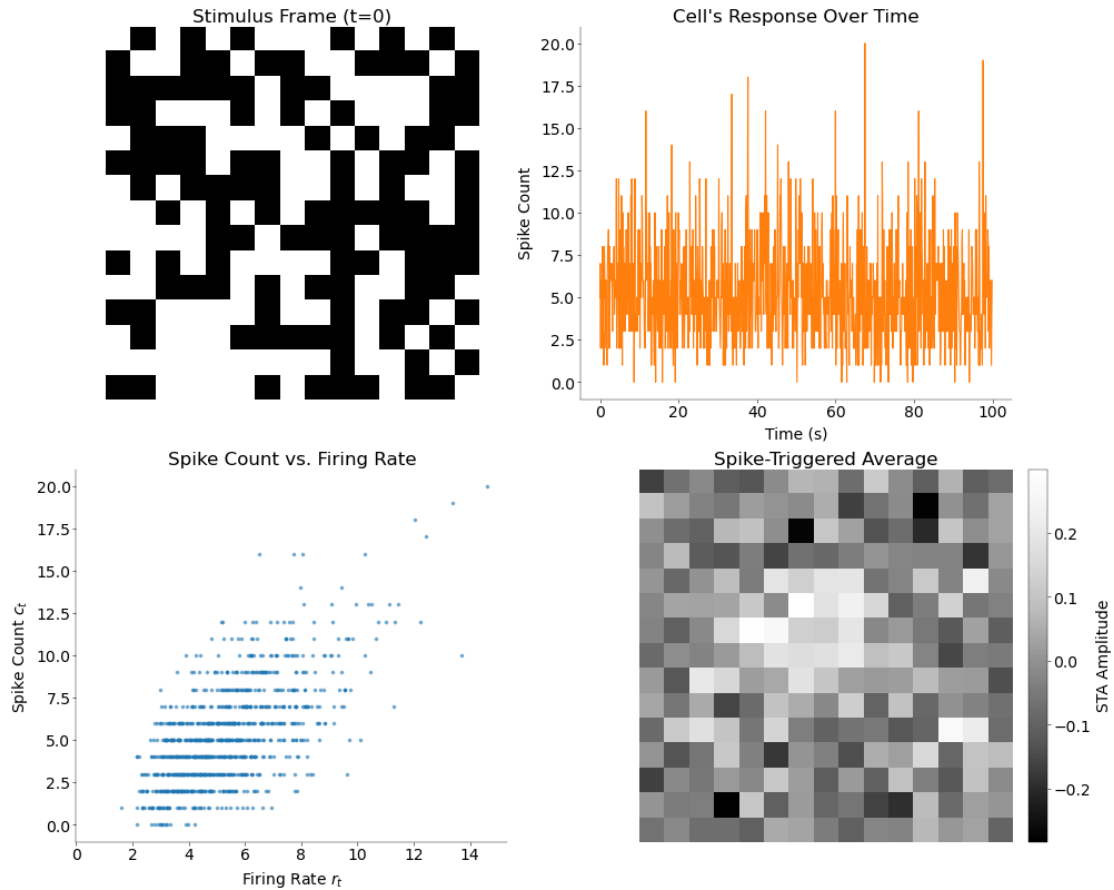 Stimulus Frame (t=0)
Cell's Response Over Time
20.0
17.5
15.0
12.5
10.0
7.5
5.0
2.5
0.0
Spike Count
0 20 40 60 80 100
Time (s)
Spike Count vs. Firing Rate
20.0
17.5
15.0
12.5
10.0
7.5
5.0
2.5
0.0
Spike Count c_t
0 2 4 6 8 10 12 14
Firing Rate r_t
Spike-Triggered Average
0.2
0.1
0.0
−0.1
−0.2
STA Amplitude